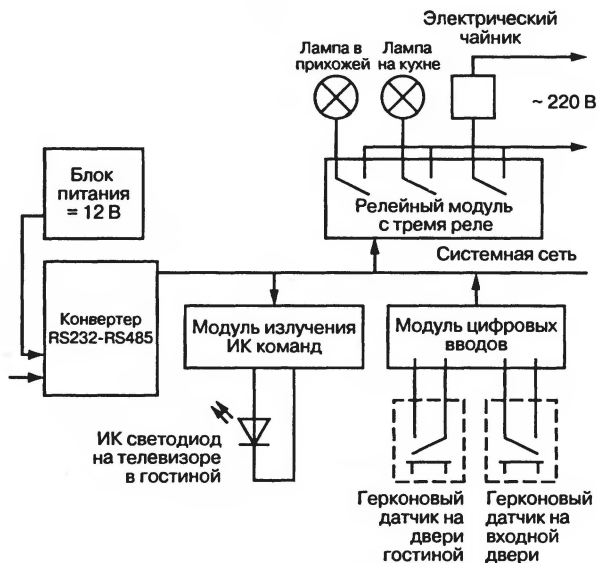 Электрический
чайник
Лампа в
прихожей
Лампа
на кухне
~ 220 В
Блок
питания
= 12 В
Релейный модуль
с тремя реле
Системная сеть
Конвертер
RS232-RS485
Модуль излучения
ИК команд
Модуль цифровых
вводов
ИК светодиод
на телевизоре
в гостиной
Герконовый
датчик на
двери
гостиной
Герконовый
датчик на
входной
двери